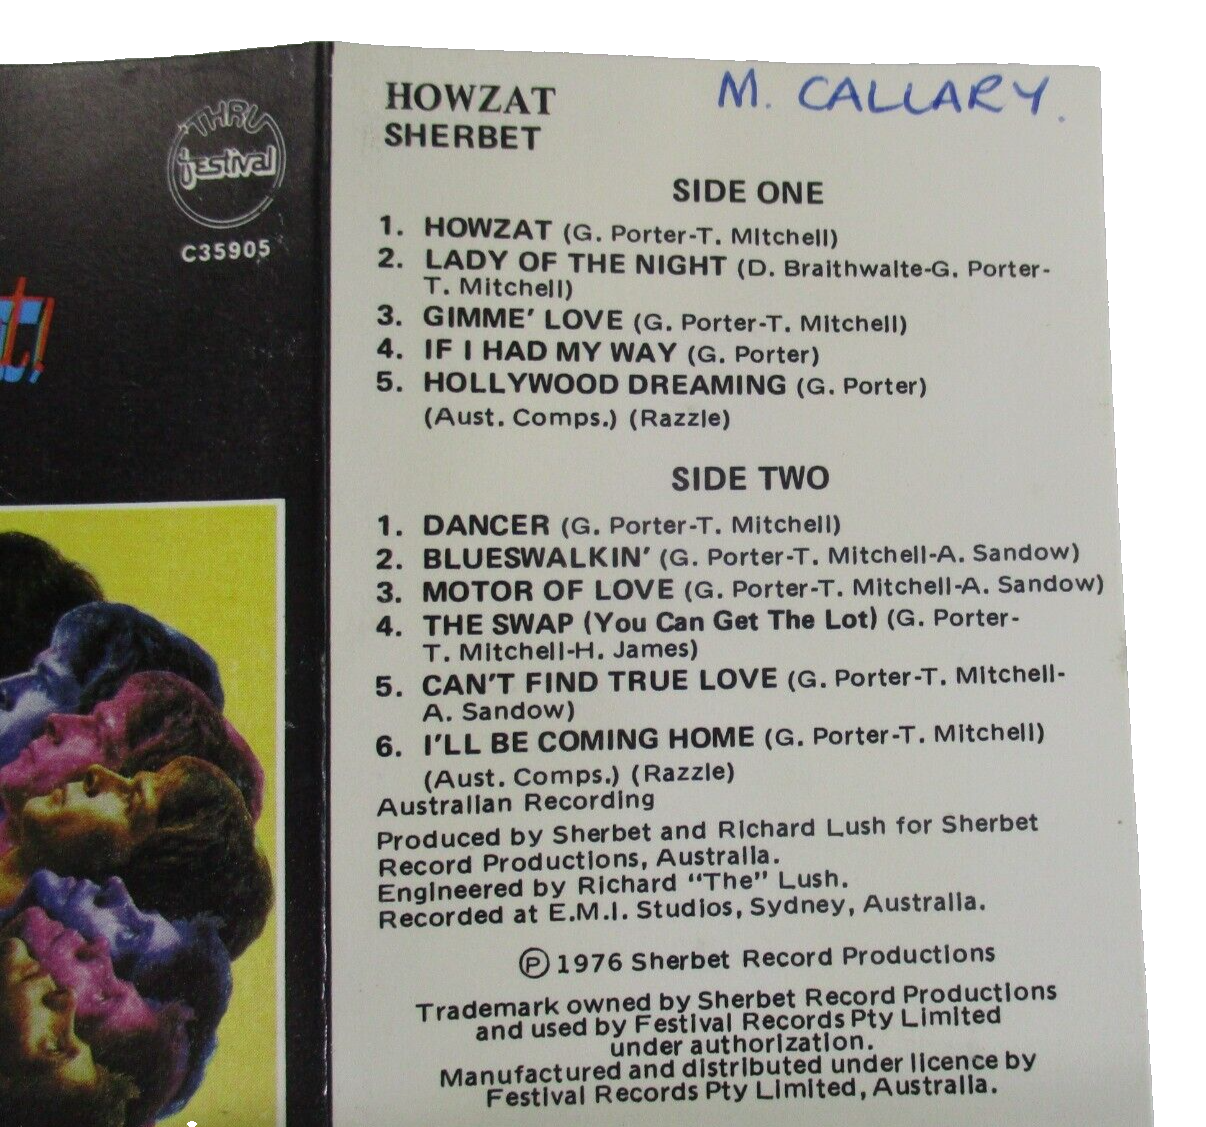 THRU
festival
C35905
t!
HOWZAT
M. CALLARY.
SHERBET
SIDE ONE
1. HOWZAT (G. Porter-T. Mitchell)
2. LADY OF THE NIGHT (D. Braithwaite-G. Porter-
T. Mitchell)
3. GIMME' LOVE (G. Porter-T. Mitchell)
4. IF I HAD MY WAY (G. Porter)
5. HOLLYWOOD DREAMING (G. Porter)
(Aust. Comps.) (Razzle)
SIDE TWO
1. DANCER (G. Porter-T. Mitchell)
2. BLUESWALKIN' (G. Porter-T. Mitchell-A. Sandow)
3. MOTOR OF LOVE (G. Porter-T. Mitchell-A. Sandow)
4. THE SWAP (You Can Get The Lot) (G. Porter-
T. Mitchell-H. James)
5. CAN'T FIND TRUE LOVE (G. Porter-T. Mitchell-
A. Sandow)
6. I'LL BE COMING HOME (G. Porter-T. Mitchell)
(Aust. Comps.) (Razzle)
Australian Recording
Produced by Sherbet and Richard Lush for Sherbet
Record Productions, Australia.
Engineered by Richard "The" Lush.
Recorded at E.M.I. Studios, Sydney, Australia.
℗ 1976 Sherbet Record Productions
Trademark owned by Sherbet Record Productions
and used by Festival Records Pty Limited
under authorization.
Manufactured and distributed under licence by
Festival Records Pty Limited, Australia.